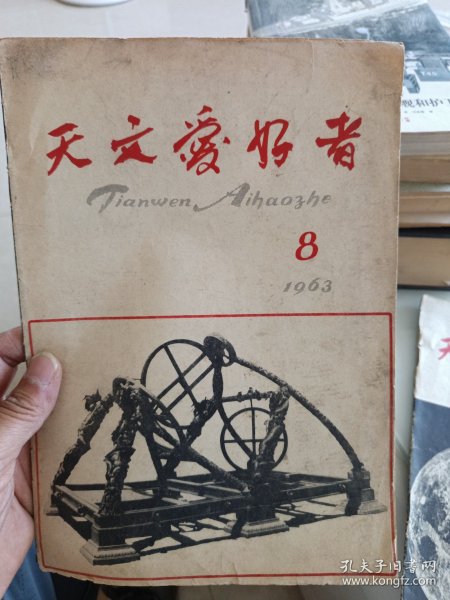 天文爱好者
Tianwen Aihaozhe
8
1963
孔夫子旧书网
www.kongfz.com